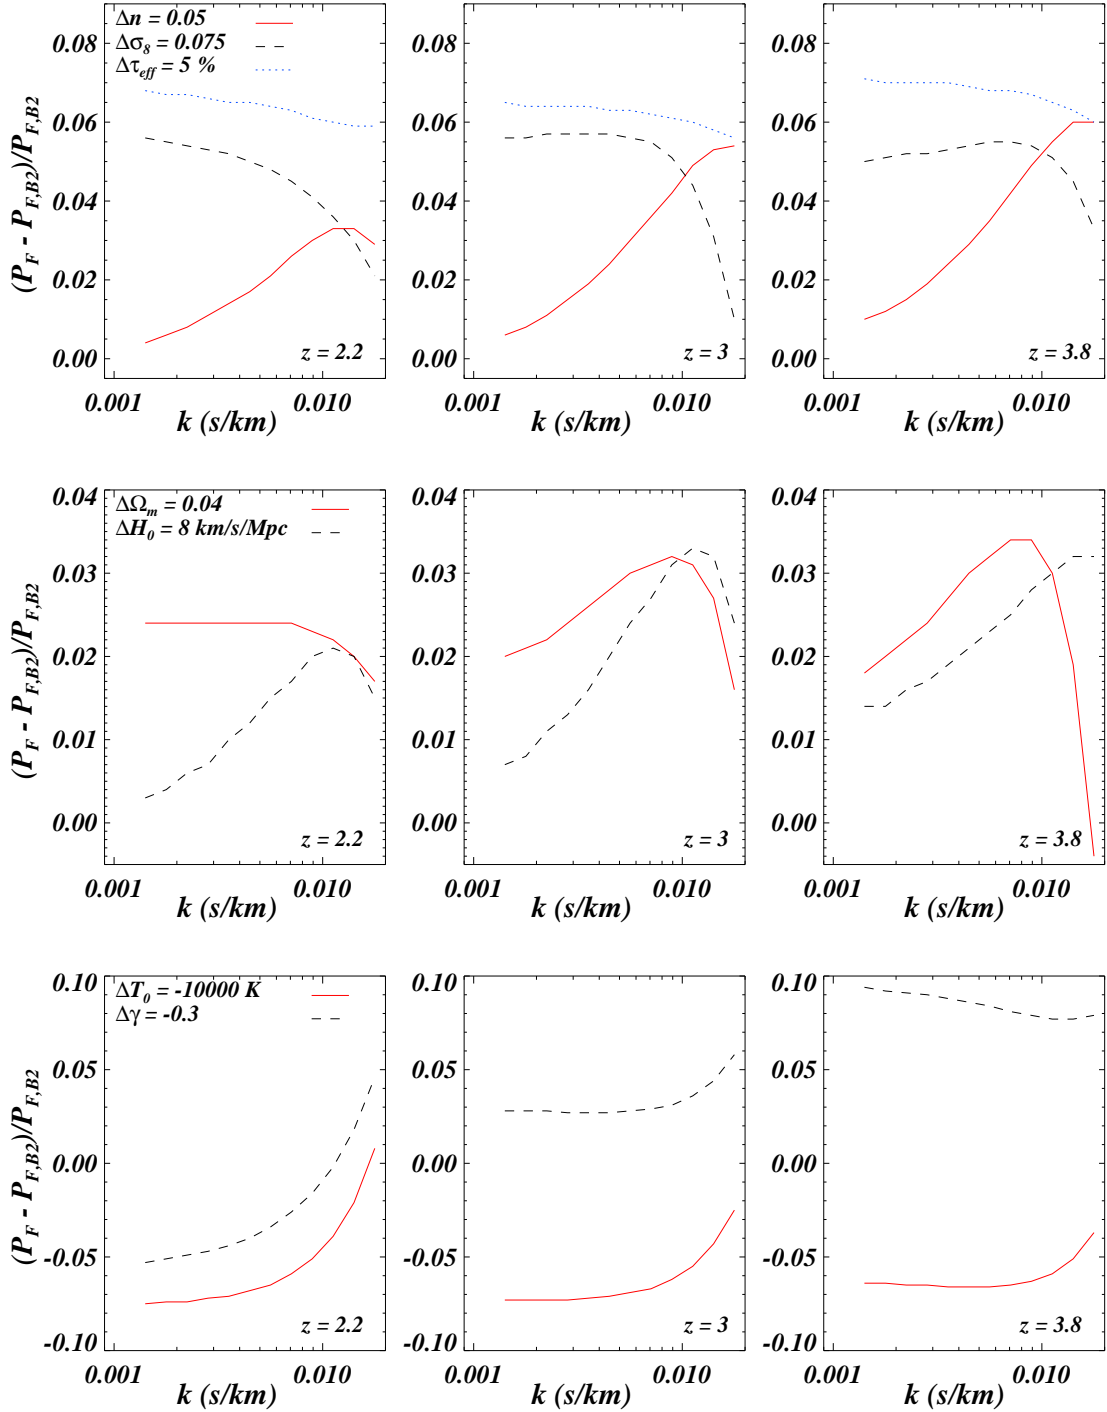 Δn = 0.05
Δσ8 = 0.075
Δτeff = 5 %
(PF - PF,B2)/PF,B2
0.08
0.06
0.04
0.02
0.00
z = 2.2
0.001
0.010
k (s/km)
0.08
0.06
0.04
0.02
0.00
z = 3
0.001
0.010
k (s/km)
0.08
0.06
0.04
0.02
0.00
z = 3.8
0.001
0.010
k (s/km)
ΔΩm = 0.04
ΔH0 = 8 km/s/Mpc
(PF - PF,B2)/PF,B2
0.04
0.03
0.02
0.01
0.00
z = 2.2
0.001
0.010
k (s/km)
0.04
0.03
0.02
0.01
0.00
z = 3
0.001
0.010
k (s/km)
0.04
0.03
0.02
0.01
0.00
z = 3.8
0.001
0.010
k (s/km)
ΔT0 = -10000 K
Δγ = -0.3
(PF - PF,B2)/PF,B2
0.10
0.05
0.00
-0.05
-0.10
z = 2.2
0.001
0.010
k (s/km)
0.10
0.05
0.00
-0.05
-0.10
z = 3
0.001
0.010
k (s/km)
0.10
0.05
0.00
-0.05
-0.10
z = 3.8
0.001
0.010
k (s/km)